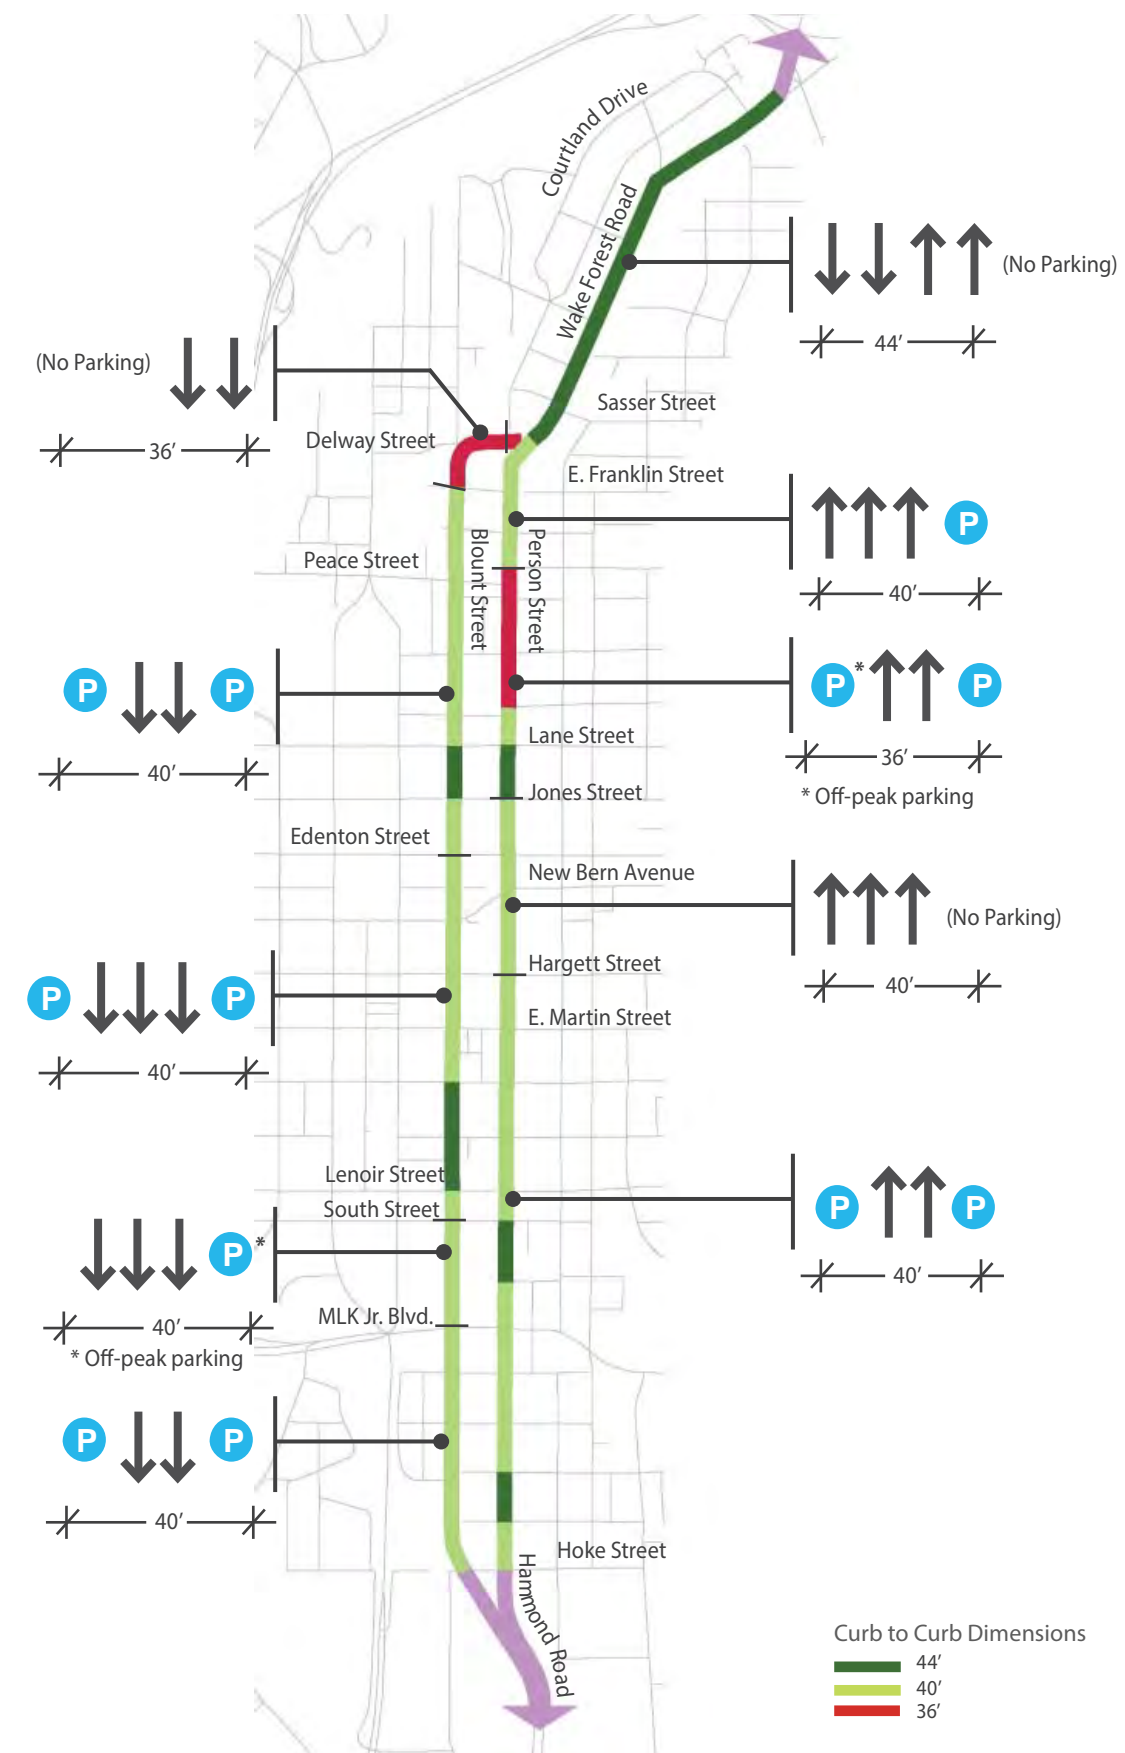 Courtland Drive
Wake Forest Road
(No Parking)
44’
(No Parking)
36’
Sasser Street
Delway Street
E. Franklin Street
P
40’
Peace Street
Blount Street
Person Street
P
P
40’
P
*
P
36’
* Off-peak parking
Lane Street
Jones Street
Edenton Street
New Bern Avenue
(No Parking)
40’
Hargett Street
E. Martin Street
P
P
40’
Lenoir Street
South Street
P
P
40’
P
*
40’
* Off-peak parking
MLK Jr. Blvd.
P
P
40’
Hoke Street
Hammond Road
Curb to Curb Dimensions
44’
40’
36’